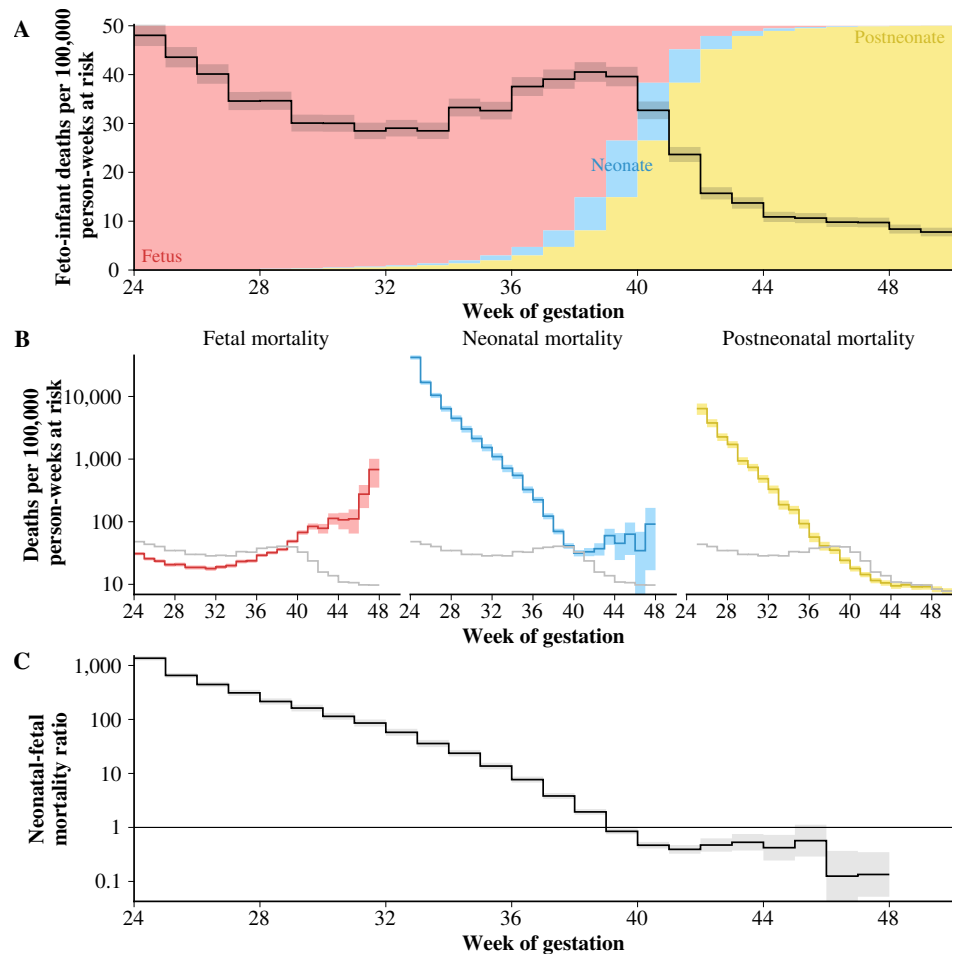 A
Feto-infant deaths per 100,000
person-weeks at risk
50
40
30
20
10
0
Postneonate
Neonate
Fetus
24 28 32 36 40 44 48
Week of gestation
B
Fetal mortality Neonatal mortality Postneonatal mortality
Deaths per 100,000
person-weeks at risk
10,000
1,000
100
10
24 28 32 36 40 44 48 24 28 32 36 40 44 48 24 28 32 36 40 44 48
Week of gestation
C
Neonatal-fetal
mortality ratio
1,000
100
10
1
0.1
24 28 32 36 40 44 48
Week of gestation